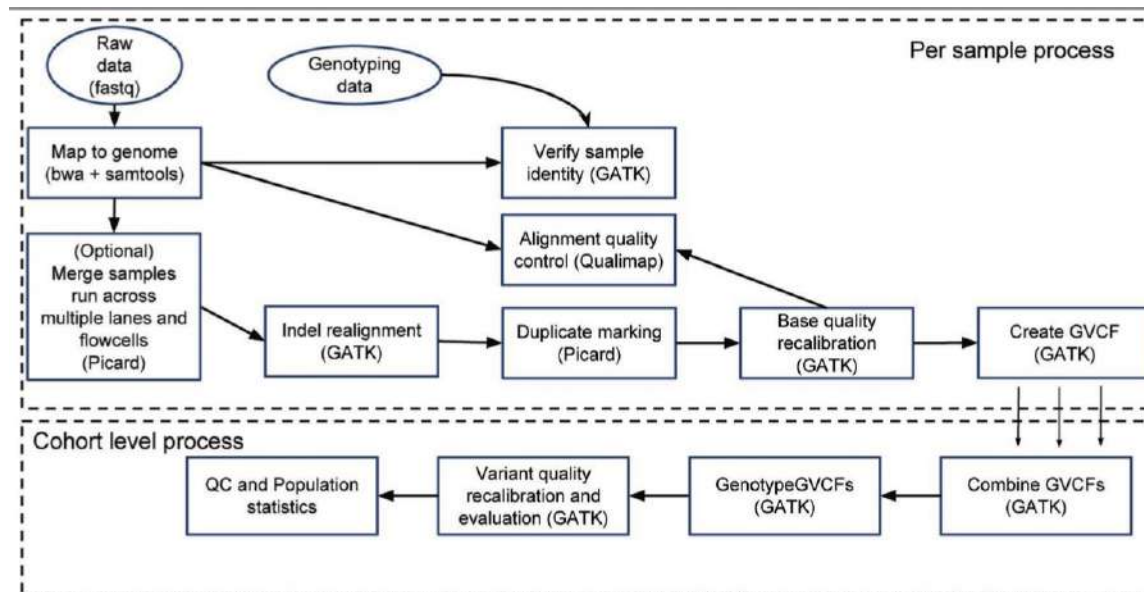 Raw
data
(fastq)
Genotyping
data
Per sample process
Map to genome
(bwa + samtools)
Verify sample
identity (GATK)
Alignment quality
control (Qualimap)
(Optional)
Merge samples
run across
multiple lanes and
flowcells
(Picard)
Indel realignment
(GATK)
Duplicate marking
(Picard)
Base quality
recalibration
(GATK)
Create GVCF
(GATK)
Cohort level process
QC and Population
statistics
Variant quality
recalibration and
evaluation (GATK)
GenotypeGVCFs
(GATK)
Combine GVCFs
(GATK)